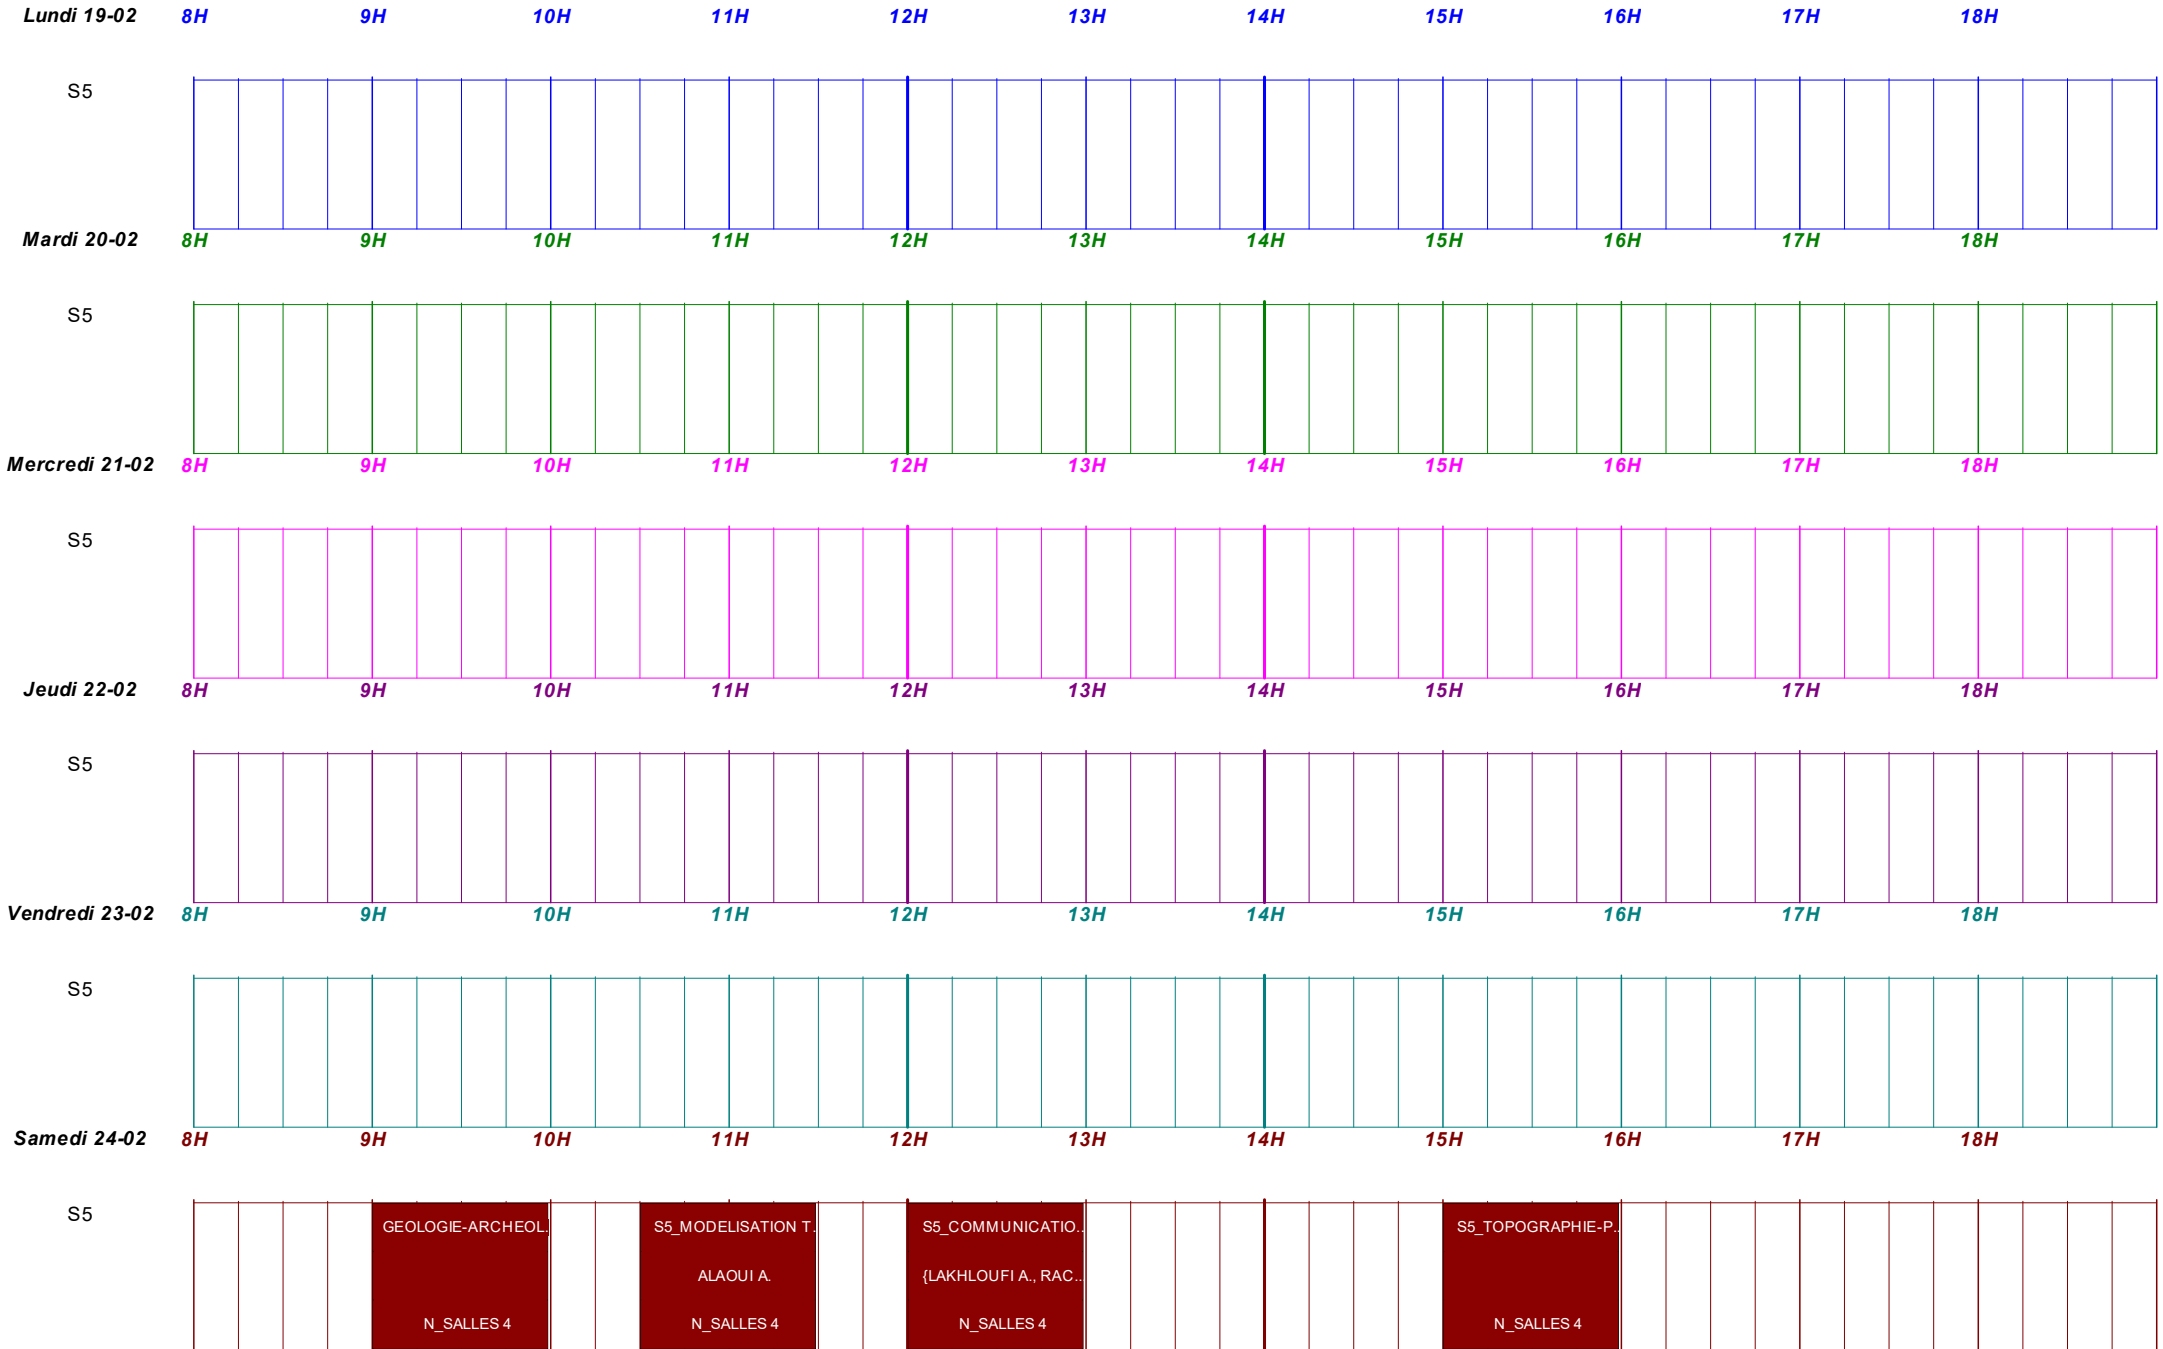 Lundi 19-02 8H 9H 10H 11H 12H 13H 14H 15H 16H 17H 18H
S5
Mardi 20-02 8H 9H 10H 11H 12H 13H 14H 15H 16H 17H 18H
S5
Mercredi 21-02 8H 9H 10H 11H 12H 13H 14H 15H 16H 17H 18H
S5
Jeudi 22-02 8H 9H 10H 11H 12H 13H 14H 15H 16H 17H 18H
S5
Vendredi 23-02 8H 9H 10H 11H 12H 13H 14H 15H 16H 17H 18H
S5
Samedi 24-02 8H 9H 10H 11H 12H 13H 14H 15H 16H 17H 18H
S5
GEOLOGIE-ARCHEOL.
N_SALLES 4
S5_MODELISATION T.
ALAOUI A.
N_SALLES 4
S5_COMMUNICATIO..
{LAKHLOUFI A., RAC...
N_SALLES 4
S5_TOPOGRAPHIE-P..
N_SALLES 4